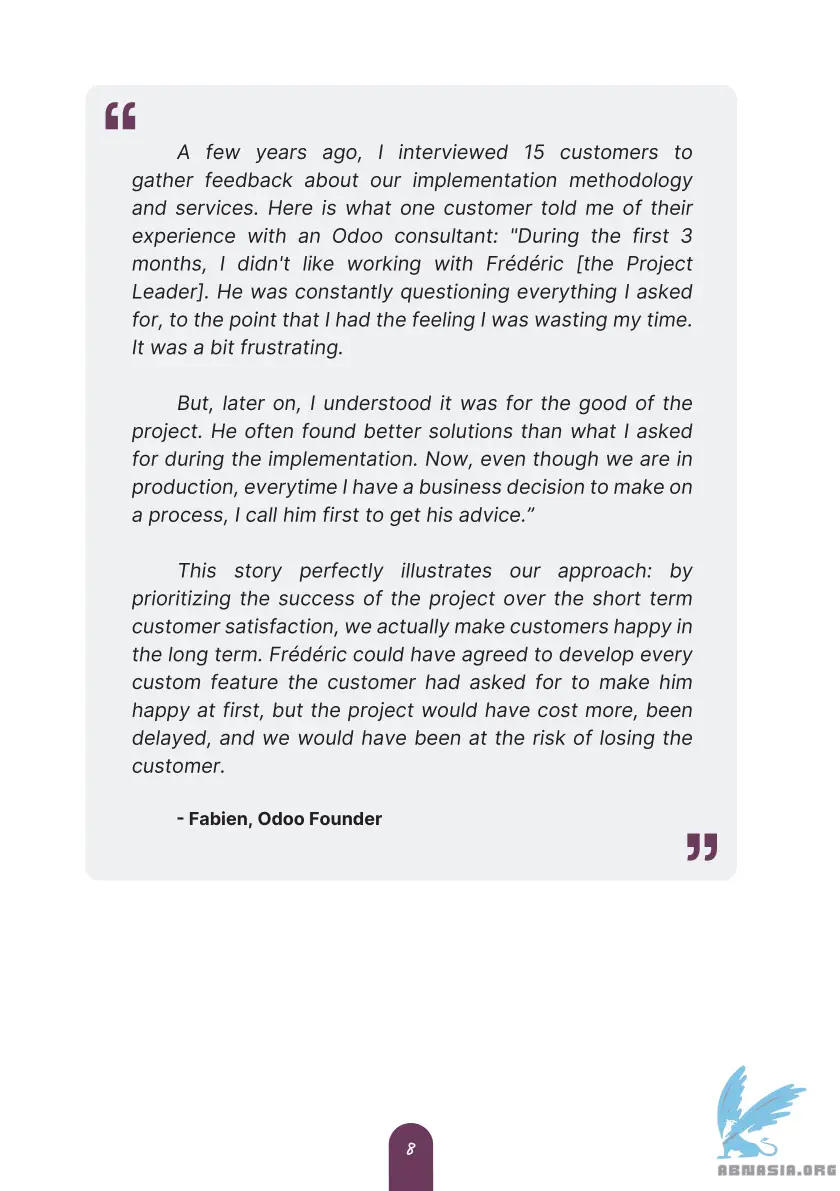 “
A few years ago, I interviewed 15 customers to
gather feedback about our implementation methodology
and services. Here is what one customer told me of their
experience with an Odoo consultant: "During the first 3
months, I didn't like working with Frédéric [the Project
Leader]. He was constantly questioning everything I asked
for, to the point that I had the feeling I was wasting my time.
It was a bit frustrating.
But, later on, I understood it was for the good of the
project. He often found better solutions than what I asked
for during the implementation. Now, even though we are in
production, everytime I have a business decision to make on
a process, I call him first to get his advice.”
This story perfectly illustrates our approach: by
prioritizing the success of the project over the short term
customer satisfaction, we actually make customers happy in
the long term. Frédéric could have agreed to develop every
custom feature the customer had asked for to make him
happy at first, but the project would have cost more, been
delayed, and we would have been at the risk of losing the
customer.
- Fabien, Odoo Founder
”
8
ABNASIA.ORG